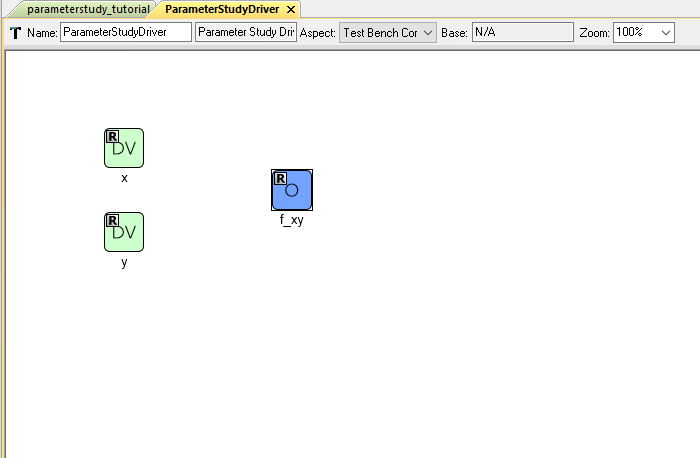 parameterstudy_tutorial ParameterStudyDriver
T Name: ParameterStudyDriver Parameter Study Dri Aspect: Test Bench Cor Base: N/A Zoom: 100%
R
DV
x
R
O
f_xy
R
DV
y